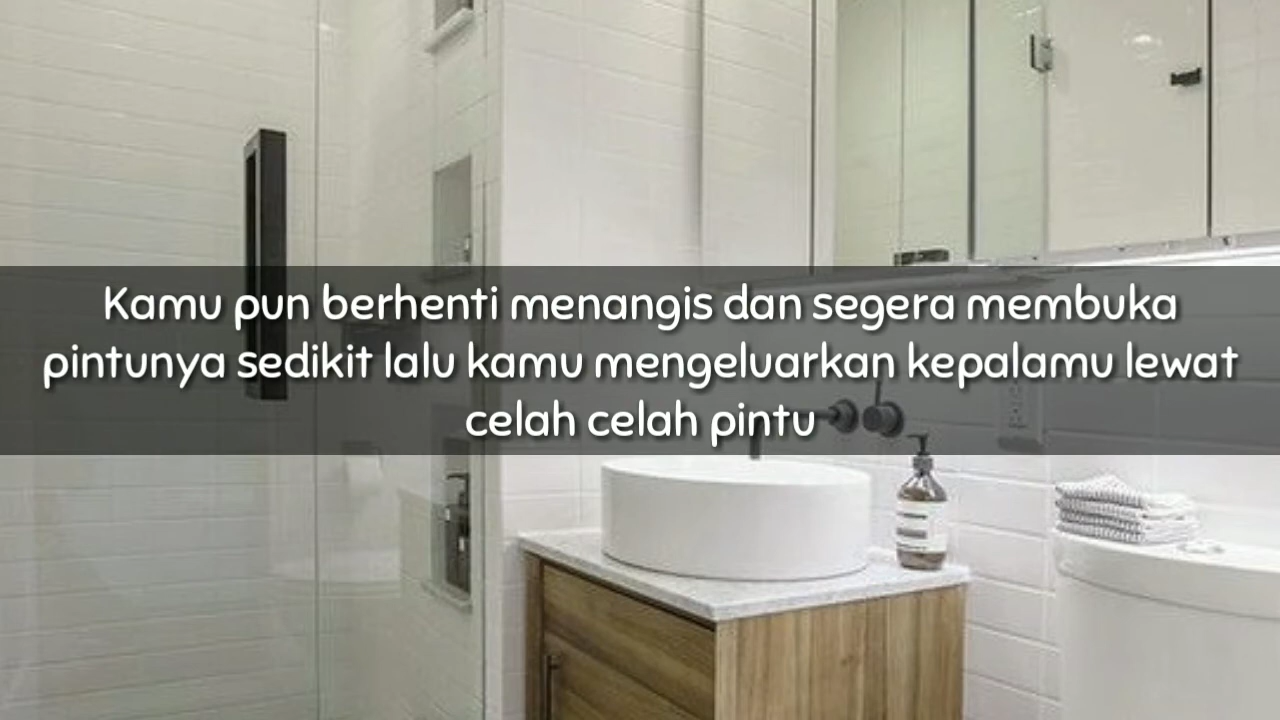 Kamu pun berhenti menangis dan segera membuka
pintunya sedikit lalu kamu mengeluarkan kepalamu lewat
celah celah pintu